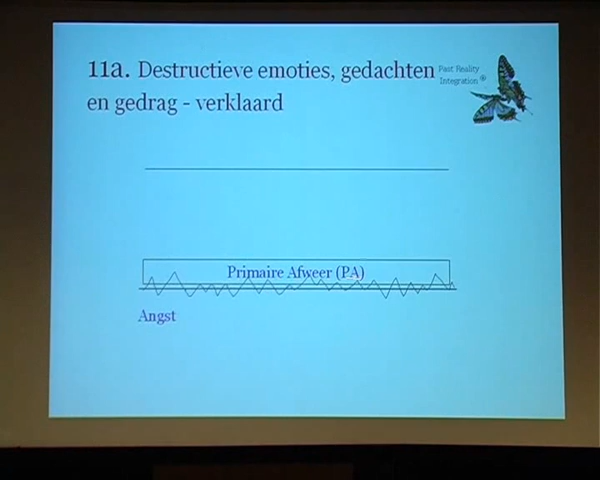 11a. Destructieve emoties, gedachten
en gedrag - verklaard
Past Reality
Integration ®
Primaire Afweer (PA)
Angst